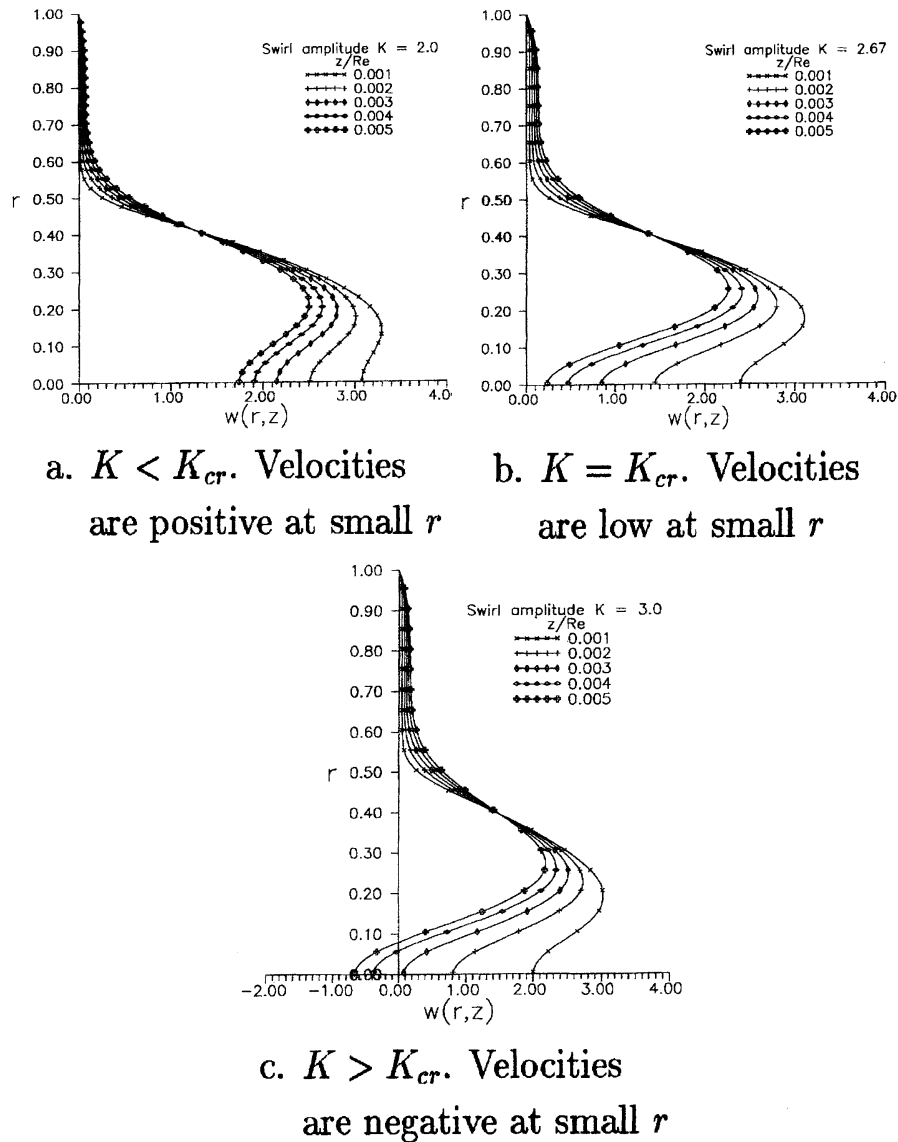 1.00
0.90
0.80
0.70
0.60
0.50
0.40
0.30
0.20
0.10
0.00
r
Swirl amplitude K = 2.0
z/Re
0.001
0.002
0.003
0.004
0.005
0.00 1.00 2.00 3.00 4.00
w(r,z)
1.00
0.90
0.80
0.70
0.60
0.50
0.40
0.30
0.20
0.10
0.00
r
Swirl amplitude K = 2.67
z/Re
0.001
0.002
0.003
0.004
0.005
0.00 1.00 2.00 3.00 4.00
w(r,z)
a. K < Kcr. Velocities
are positive at small r
b. K = Kcr. Velocities
are low at small r
1.00
0.90
0.80
0.70
0.60
0.50
0.40
0.30
0.20
0.10
0.00
r
Swirl amplitude K = 3.0
z/Re
0.001
0.002
0.003
0.004
0.005
−2.00 −1.00 0.00 1.00 2.00 3.00 4.00
w(r,z)
c. K > Kcr. Velocities
are negative at small r